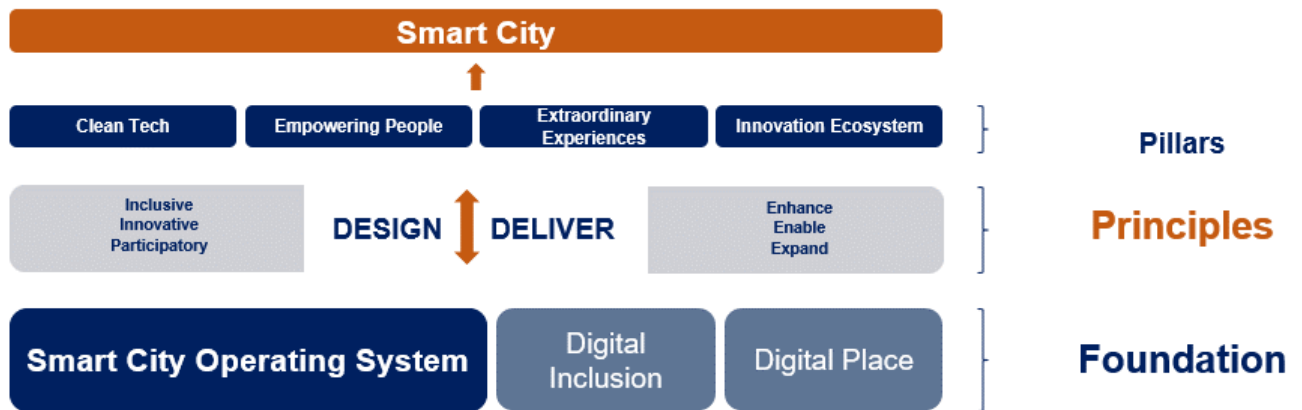 Smart City
Clean Tech
Empowering People
Extraordinary
Experiences
Innovation Ecosystem
Pillars
Inclusive
Innovative
Participatory
DESIGN
DELIVER
Enhance
Enable
Expand
Principles
Smart City Operating System
Digital
Inclusion
Digital Place
Foundation